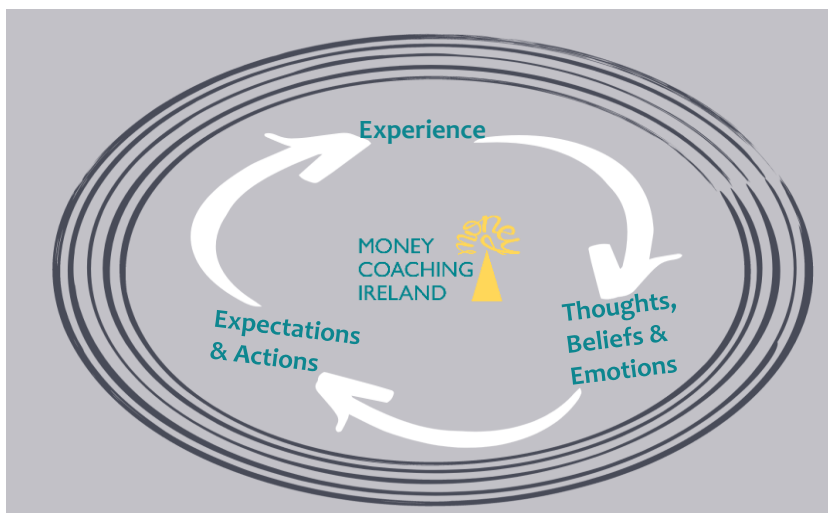 Experience
money
MONEY
COACHING
IRELAND
Thoughts,
Beliefs &
Emotions
Expectations
& Actions